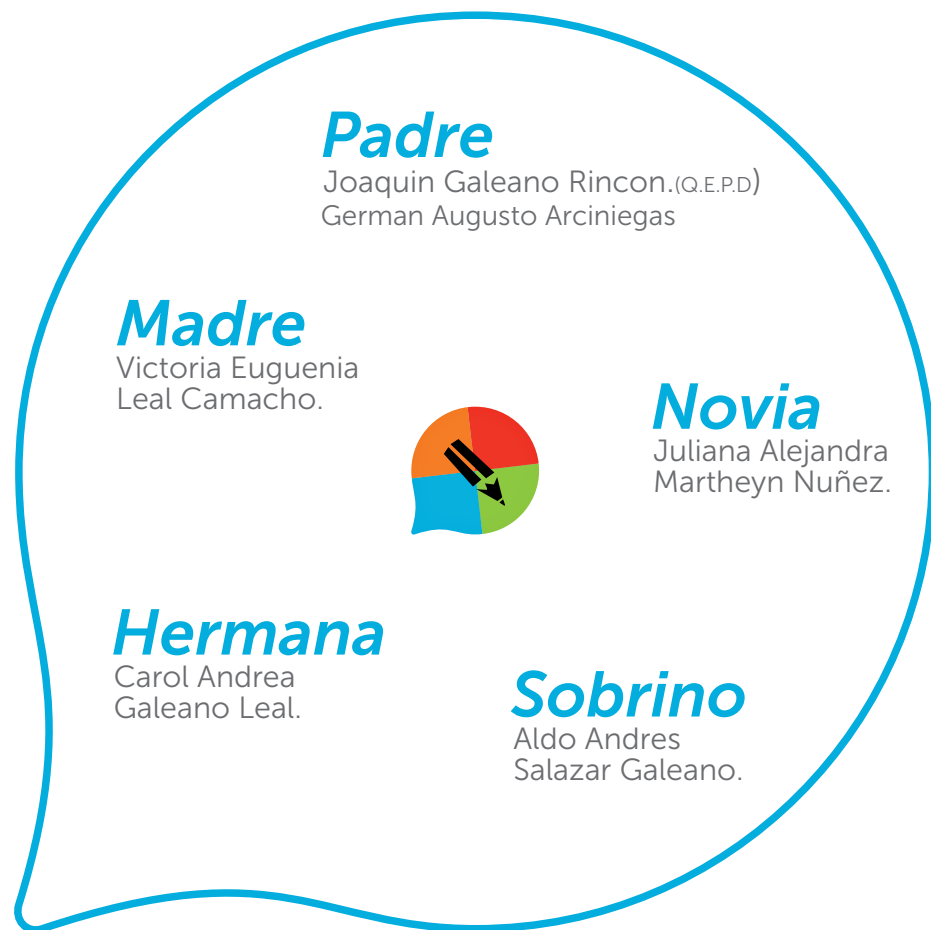 Padre
Joaquin Galeano Rincon.(Q.E.P.D)
German Augusto Arciniegas
Madre
Victoria Euguenia
Leal Camacho.
Novia
Juliana Alejandra
Martheyn Nuñez.
Hermana
Carol Andrea
Galeano Leal.
Sobrino
Aldo Andres
Salazar Galeano.